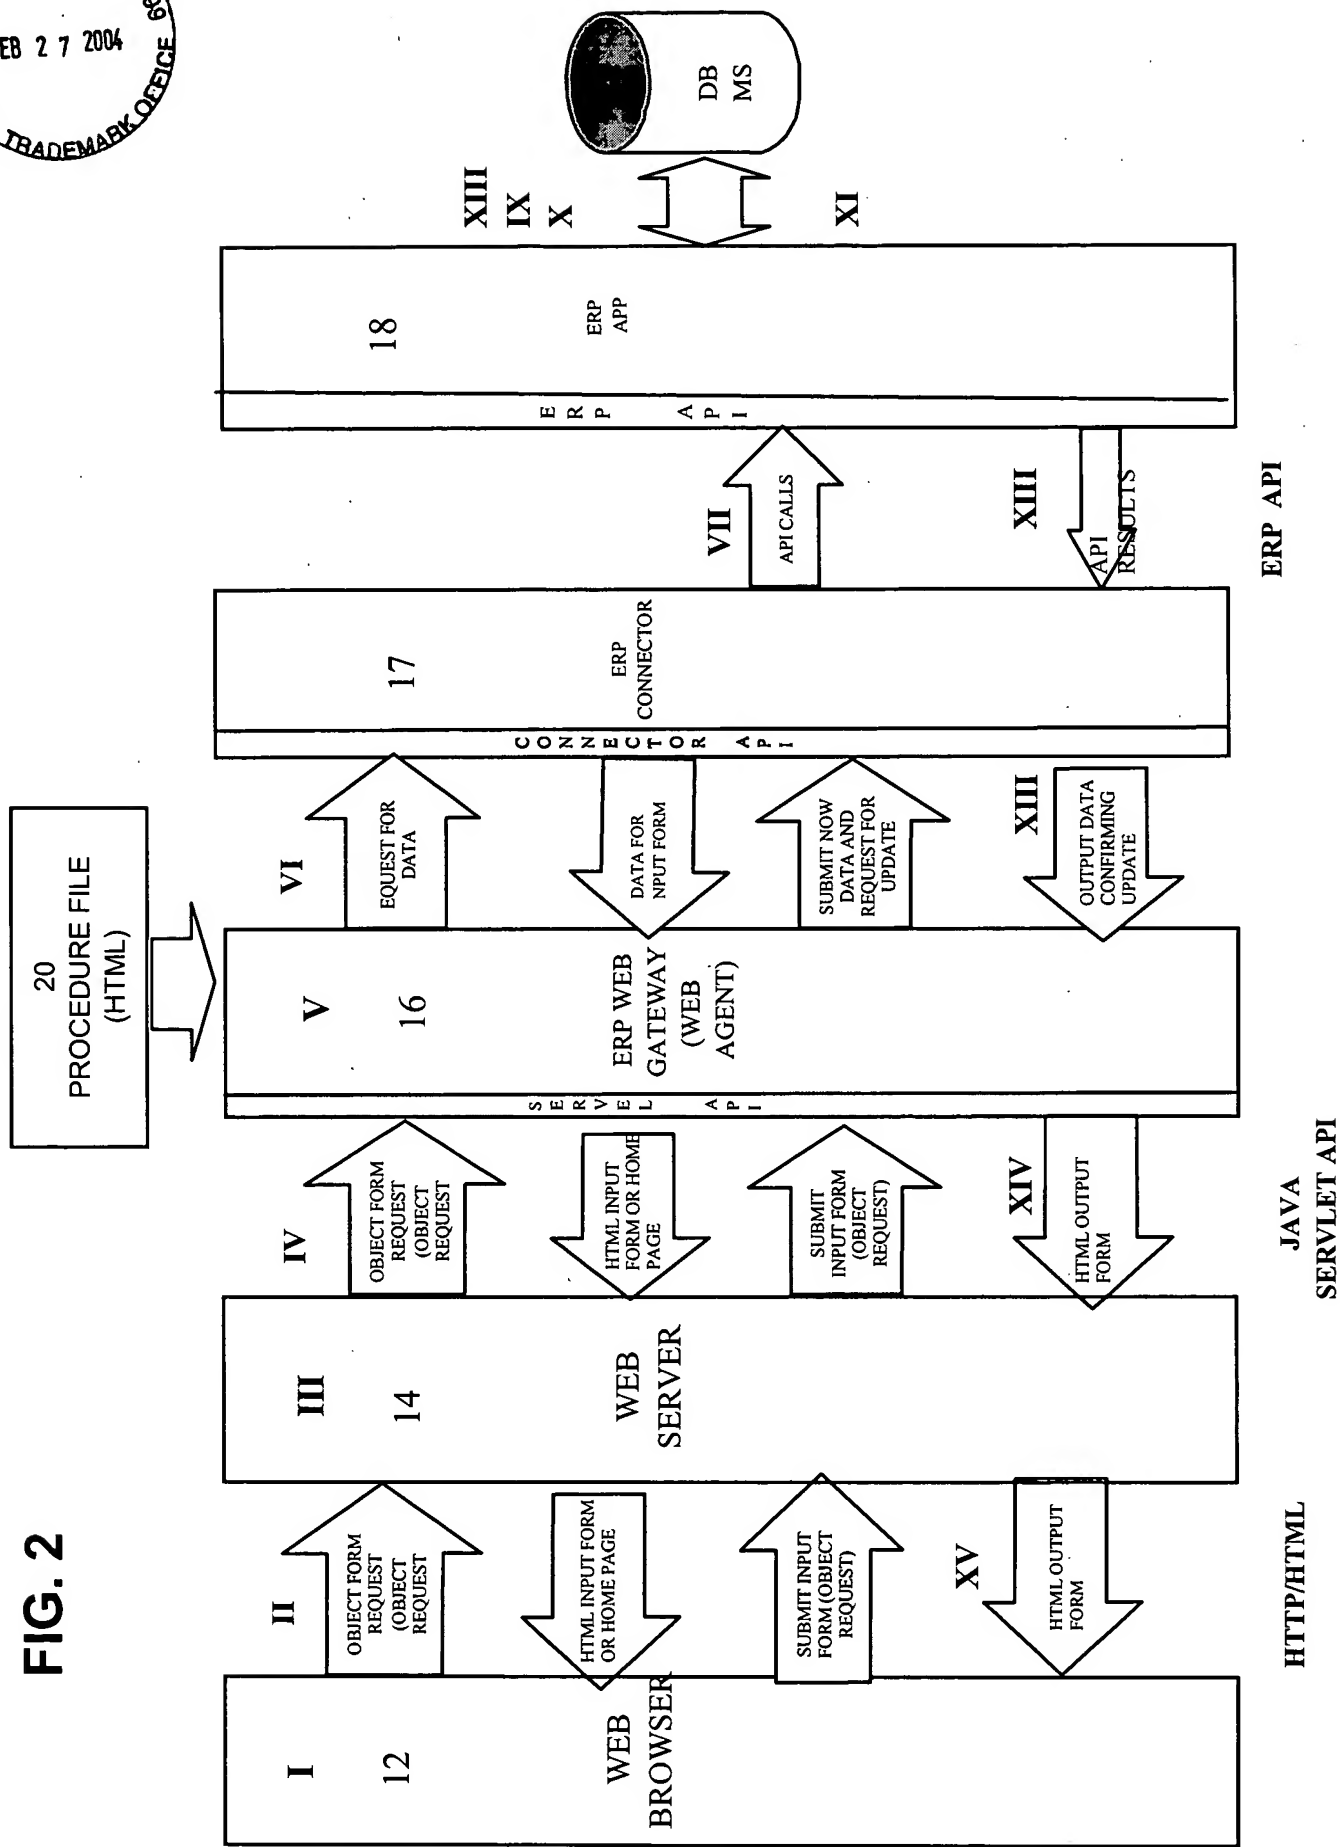 EB 2 7 2004
TRADEMARK OFFICE
FIG. 2
20
PROCEDURE FILE
(HTML)
I
12
WEB
BROWSER
II
OBJECT FORM
REQUEST
(OBJECT
REQUEST
HTML INPUT FORM
OR HOME PAGE
SUBMIT INPUT
FORM (OBJECT
REQUEST)
XV
HTML OUTPUT
FORM
HTTP/HTML
III
14
WEB
SERVER
IV
OBJECT FORM
REQUEST
(OBJECT
REQUEST
HTML INPUT
FORM OR HOME
PAGE
SUBMIT
INPUT FORM
(OBJECT
REQUEST)
XIV
HTML OUTPUT
FORM
JAVA
SERVLET API
SERVEL API
V
16
ERP WEB
GATEWAY
(WEB
AGENT)
VI
EQUEST FOR
DATA
DATA FOR
NPUT FORM
SUBMIT NOW
DATA AND
REQUEST FOR
UPDATE
XIII
OUTPUT DATA
CONFIRMING
UPDATE
CONNECTOR API
17
ERP
CONNECTOR
VII
API CALLS
XIII
API
RESULTS
ERP API
ERP API
18
ERP
APP
XIII
IX
X
XI
DB
MS